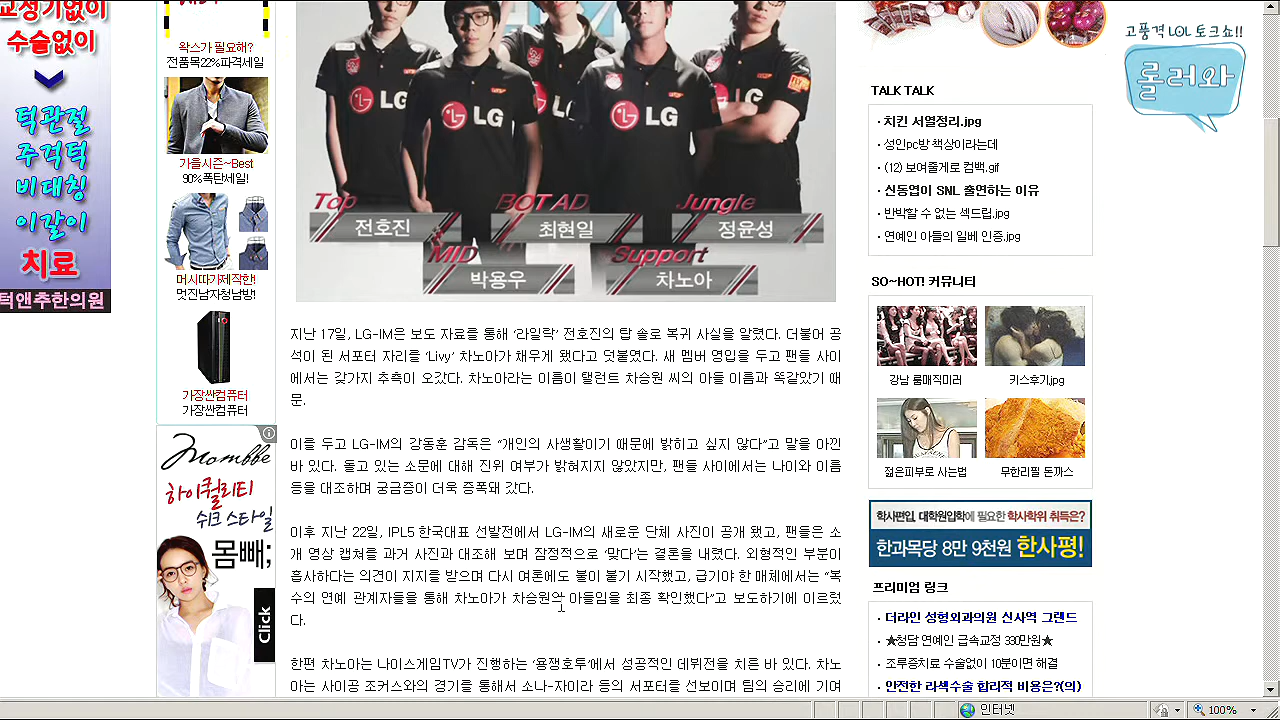 교정기없이
수술없이
턱관절
주걱턱
비대칭
이갈이
치료
턱앤추한의원
왁스가 필요해?
전품목22%파격세일
가을시즌~Best
90%폭탄세일!
머시따가제작한!
멋진남자청남방!
가장싼컴퓨터
가장싼컴퓨터
Mombbe
하이퀄리티
쉬크 스타일
몸빼;
Click
LG
LG
LG
LG
Top
전호진
BOT AD
최현일
Jungle
정윤성
MID
박용우
Support
차노아
지난 17일, LG-IM은 보도 자료를 통해 ‘라일락’ 전호진의 탑 솔로 복귀 사실을 알렸다. 더불어 공
석이 된 서포터 자리를 ‘Livy’ 차노아가 채우게 됐다고 덧붙였다. 새 멤버 영입을 두고 팬들 사이
에서는 갖가지 추측이 오갔다. 차노아라는 이름이 탤런트 차승원 씨의 아들 이름과 똑같았기 때
문.
이를 두고 LG-IM의 강동훈 감독은 “개인의 사생활이기 때문에 밝히고 싶지 않다”고 말을 아낀
바 있다. 돌고 있는 소문에 대해 진위 여부가 밝혀지지 않았지만, 팬들 사이에서는 나이와 이름
등을 대조하며 궁금증이 더욱 증폭돼 갔다.
이후 지난 22일, IPL5 한국대표 선발전에서 LG-IM의 새로운 단체 사진이 공개 됐고, 팬들은 소
개 영상 캡쳐와 과거 사진과 대조해 보며 잠정적으로 ‘맞다’는 결론을 내렸다. 외형적인 부분이
흡사하다는 의견이 지지를 받으며 다시 여론에도 불이 붙기 시작했고, 급기야 한 매체에서는 “복
수의 연예 관계자들을 통해 차노아가 차승원의 아들임을 최종 확인했다”고 보도하기에 이르렀
다.
한편 차노아는 나이스게임TV가 진행하는 ‘용쟁호투’에서 성공적인 데뷔전을 치른 바 있다. 차노
아는 사이공 조커스와의 경기를 통해서 소나-자이라 등의 서포터를 선보이며 팀의 승리에 기여
고품격 LOL 토크쇼!!
롤러와
TALK TALK
· 치킨 서열정리.jpg
· 성인pc방 책상이라는데
· (12) 보여줄게로 컴백.gif
· 신동엽이 SNL 출연하는 이유
· 반박할 수 없는 섹드립.jpg
· 연예인 아들의 일베 인증.jpg
SO~HOT! 커뮤니티
강남 룸매직미러
키스후기.jpg
젊은피부로 사는법
무한리필 돈까스
학사편입, 대학원입학에 필요한 학사학위 취득은?
한과목당 8만 9천원 한사평!
프리미엄 링크
· 더라인 성형외과의원 신사역 그랜드
· ★청담 연예인 급속교정 330만원★
· 조루증치료 수술없이 10분이면 해결
· 안전한 라섹수술 합리적 비용은?(의)
인터넷
100%